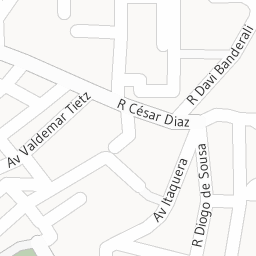 R Davi Banderali
R César Diaz
Av Valdemar Tietz
Av Itaquera
R Diogo de Sousa